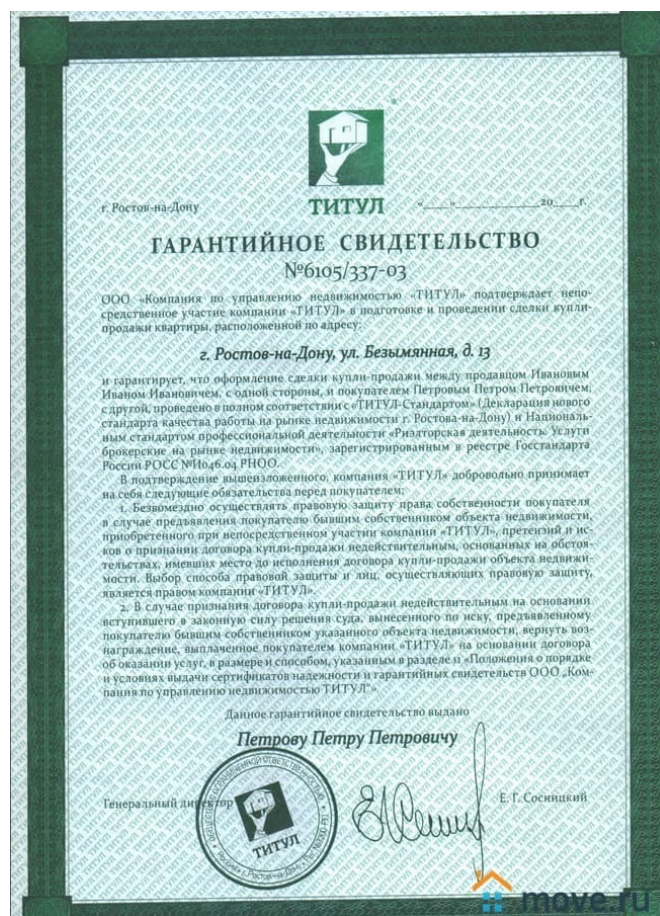 г. Ростов-на-Дону
ТИТУЛ
«____»______________20____г.
ГАРАНТИЙНОЕ СВИДЕТЕЛЬСТВО
№6105/337-03
ООО «Компания по управлению недвижимостью «ТИТУЛ» подтверждает непо-
средственное участие компании «ТИТУЛ» в подготовке и проведении сделки купли-
продажи квартиры, расположенной по адресу:
г. Ростов-на-Дону, ул. Безымянная, д. 13
и гарантирует, что оформление сделки купли-продажи между продавцом Ивановым
Иваном Ивановичем, с одной стороны, и покупателем Петровым Петром Петровичем,
с другой, проведено в полном соответствии с «ТИТУЛ-Стандартом» (Декларация нового
стандарта качества работы на рынке недвижимости г. Ростова-на-Дону) и Националь-
ным стандартом профессиональной деятельности «Риэлторская деятельность. Услуги
брокерские на рынке недвижимости», зарегистрированным в реестре Госстандарта
России РОСС №И046.04 РНОО.
В подтверждение вышеизложенного, компания «ТИТУЛ» добровольно принимает
на себя следующие обязательства перед покупателем:
1. Безвозмездно осуществлять правовую защиту права собственности покупателя
в случае предъявления покупателю бывшим собственником объекта недвижимости,
приобретенного при непосредственном участии компании «ТИТУЛ», претензий и ис-
ков о признании договора купли-продажи недействительным, основанных на обстоя-
тельствах, имевших место до исполнения договора купли-продажи объекта недвижи-
мости. Выбор способа правовой защиты и лиц, осуществляющих правовую защиту,
является правом компании «ТИТУЛ».
2. В случае признания договора купли-продажи недействительным на основании
вступившего в законную силу решения суда, вынесенного по иску, предъявленному
покупателю бывшим собственником указанного объекта недвижимости, вернуть воз-
награждение, выплаченное покупателем компании «ТИТУЛ» на основании договора
об оказании услуг, в размере и способом, указанным в разделе 11 «Положения о порядке
и условиях выдачи сертификатов надежности и гарантийных свидетельств ООО „Ком-
пания по управлению недвижимостью ТИТУЛ"».
Данное гарантийное свидетельство выдано
Петрову Петру Петровичу
Генеральный директор
ТИТУЛ
Е. Г. Сосницкий
move.ru